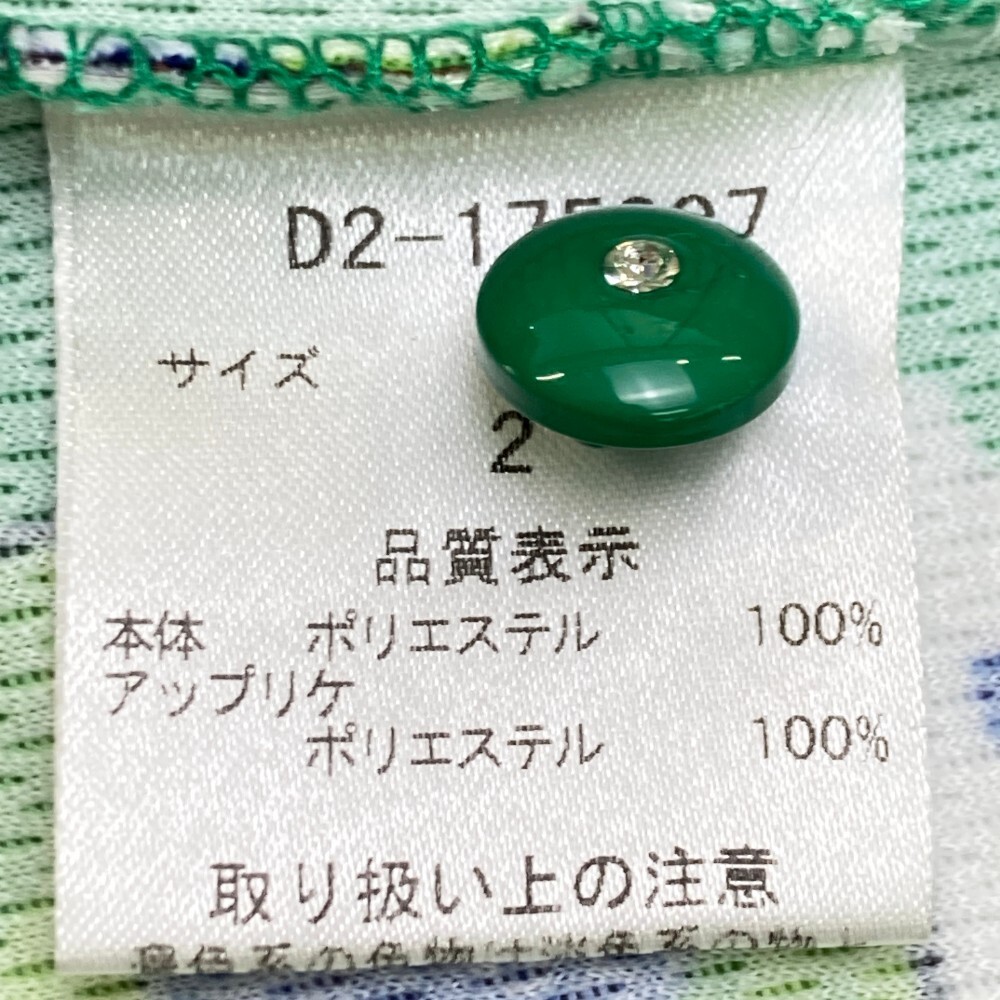 サイズ
2
品質表示
本体 ポリエステル 100%
アップリケ
ポリエステル 100%
取り扱い上の注意